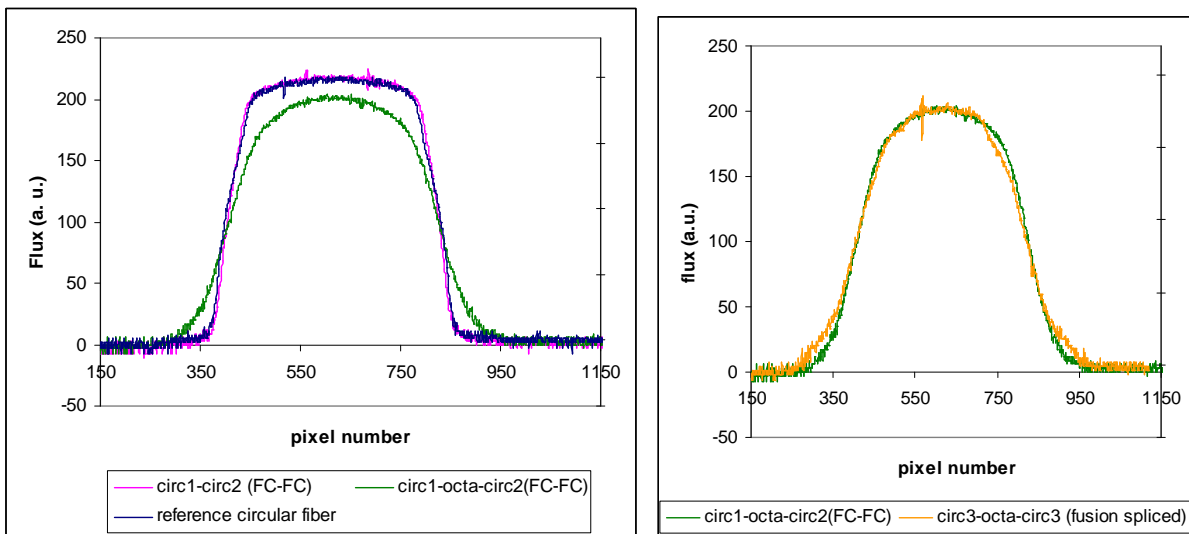 250
200
150
100
50
0
-50
Flux (a. u.)
150 350 550 750 950 1150
pixel number
circ1-circ2 (FC-FC) circ1-octa-circ2(FC-FC)
reference circular fiber
250
200
150
100
50
0
-50
flux (a.u.)
150 350 550 750 950 1150
pixel number
circ1-octa-circ2(FC-FC) circ3-octa-circ3 (fusion spliced)